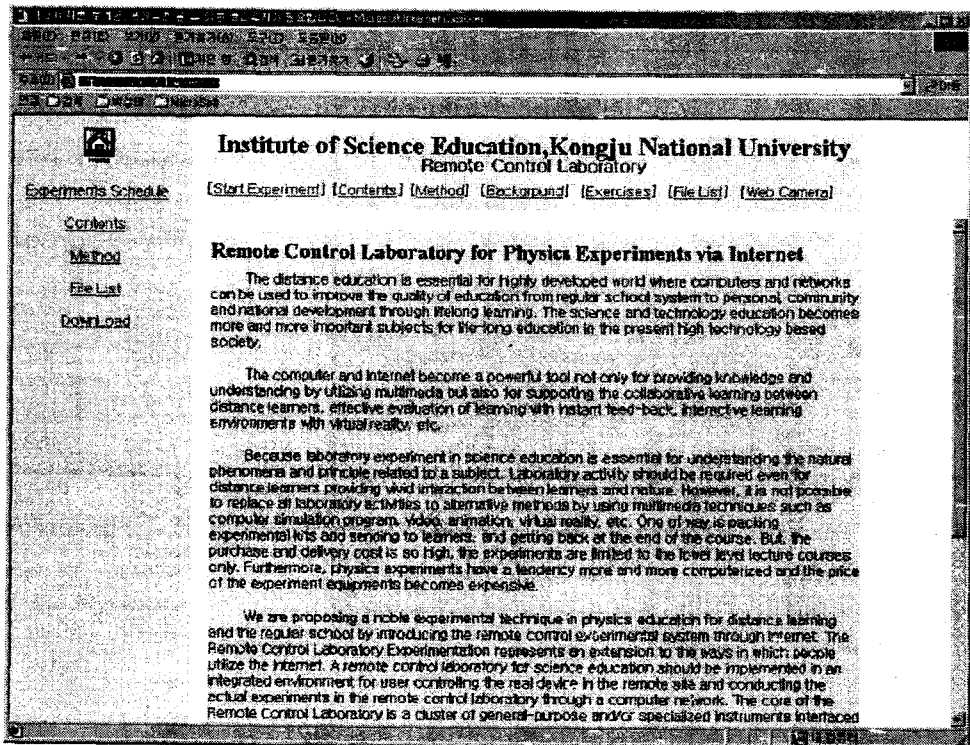 Institute of Science Education,Kongju National University
Remote Control Laboratory
[Start Experiment] [Contents] [Method] [Background] [Exercises] [File List] [Web Camera]
Experiments Schedule
Contents
Method
File List
DownLoad
Remote Control Laboratory for Physics Experiments via Internet
The distance education is essential for highly developed world where computers and networks
can be used to improve the quality of education from regular school system to personal, community
and national development through lifelong learning. The science and technology education becomes
more and more important subjects for life-long education in the present high technology based
society.
The computer and Internet become a powerful tool not only for providing knowledge and
understanding by utilizing multimedia but also for supporting the collaborative learning between
distance learners, effective evaluation of learning with instant feed-back, interactive learning
environments with virtual reality, etc.
Because laboratory experiment in science education is essential for understanding the natural
phenomena and principle related to a subject. Laboratory activity should be required even for
distance learners providing vivid interaction between learners and nature. However, it is not possible
to replace all laboratory activities to alternative methods by using multimedia techniques such as
computer simulation program, video, animation, virtual reality, etc. One of way is packing
experimental kits and sending to learners, and getting back at the end of the course. But, the
purchase and delivery cost is so high, the experiments are limited to the lower level lecture courses
only. Furthermore, physics experiments have a tendency more and more computerized and the price
of the experiment equipments becomes expensive.
We are proposing a noble experimental technique in physics education for distance learning
and the regular school by introducing the remote control experimental system through Internet. The
Remote Control Laboratory Experimentation represents an extension to the ways in which people
utilize the Internet. A remote control laboratory for science education should be implemented in an
integrated environment for user controlling the real device in the remote site and conducting the
actual experiments in the remote control laboratory through a computer network. The core of the
Remote Control Laboratory is a cluster of general-purpose and/or specialized instruments interfaced